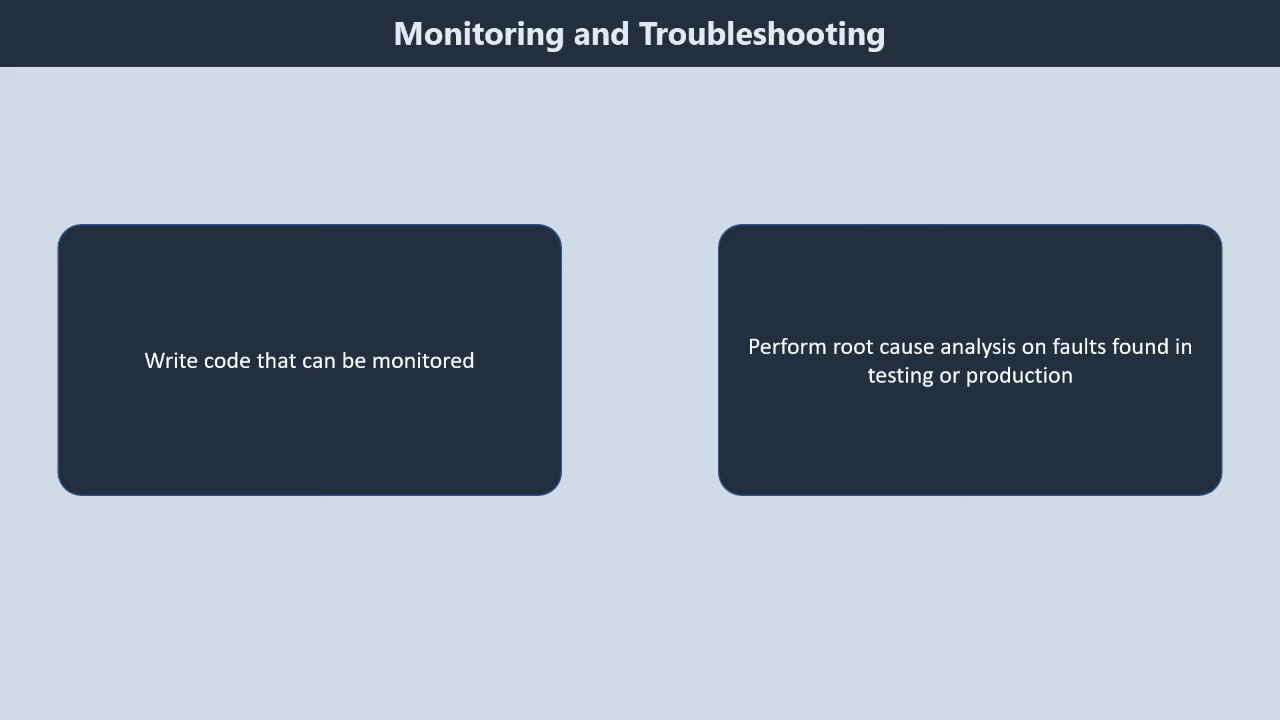 Monitoring and Troubleshooting
Write code that can be monitored
Perform root cause analysis on faults found in
testing or production